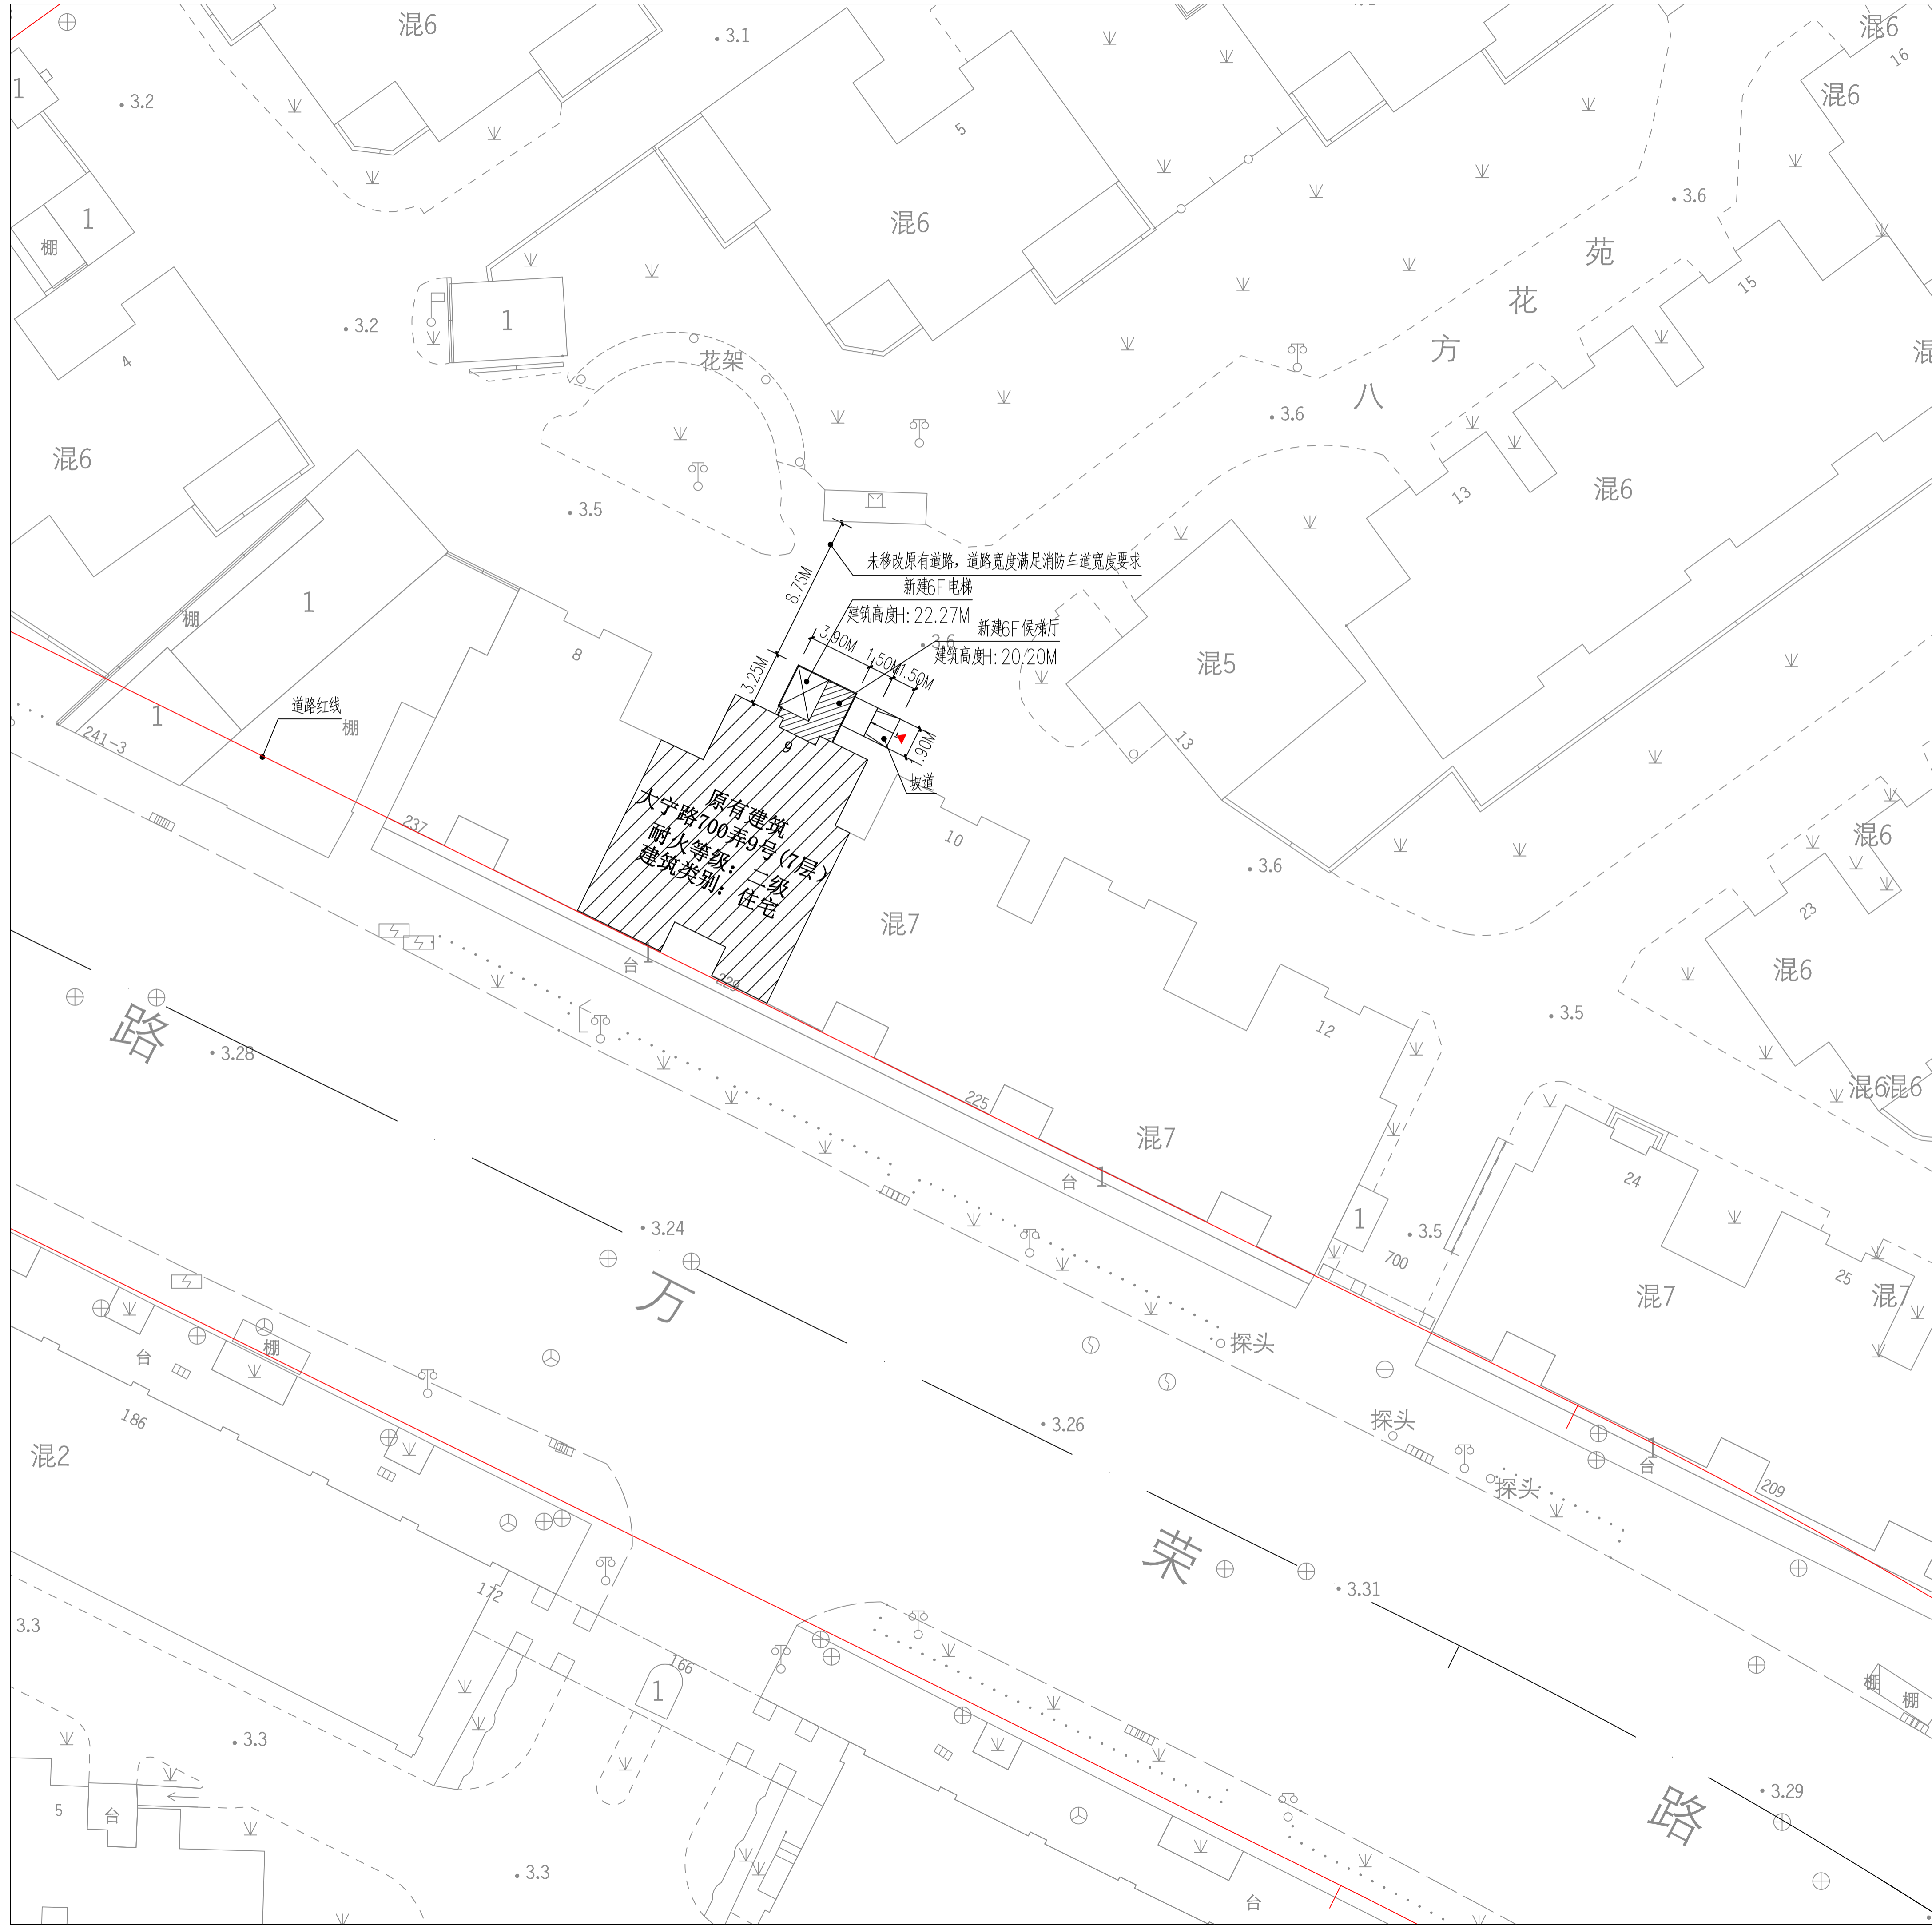 混6
3.1
混6
16
混6
1
3.2
5
1
棚
3.6
混6
苑
15
花
3.2
1
方
混
花架
4
八
3.6
混6
13
混6
3.5
未移改原有道路，道路宽度满足消防车道宽度要求
8.75M
新建6F电梯
建筑高度H: 22.27M
新建6F候梯厅
建筑高度H: 20.20M
3.6
3.90M
1.50M
1.50M
3.25M
1
棚
8
混5
道路红线
1
棚
241-3
9
坡道
13
原有建筑
大宁路700弄9号(7层)
耐火等级：二级
建筑类别：住宅
237
10
3.6
混6
23
混7
混6
1
台
229
路
3.28
12
3.5
225
混6
混6
混7
台
1
24
3.24
1
3.5
700
万
25
混7
混7
棚
台
探头
186
3.26
探头
混2
1
台
探头
209
荣
172
3.31
3.3
166
1
棚
棚
3.3
路
3.29
5
台
3.3
台